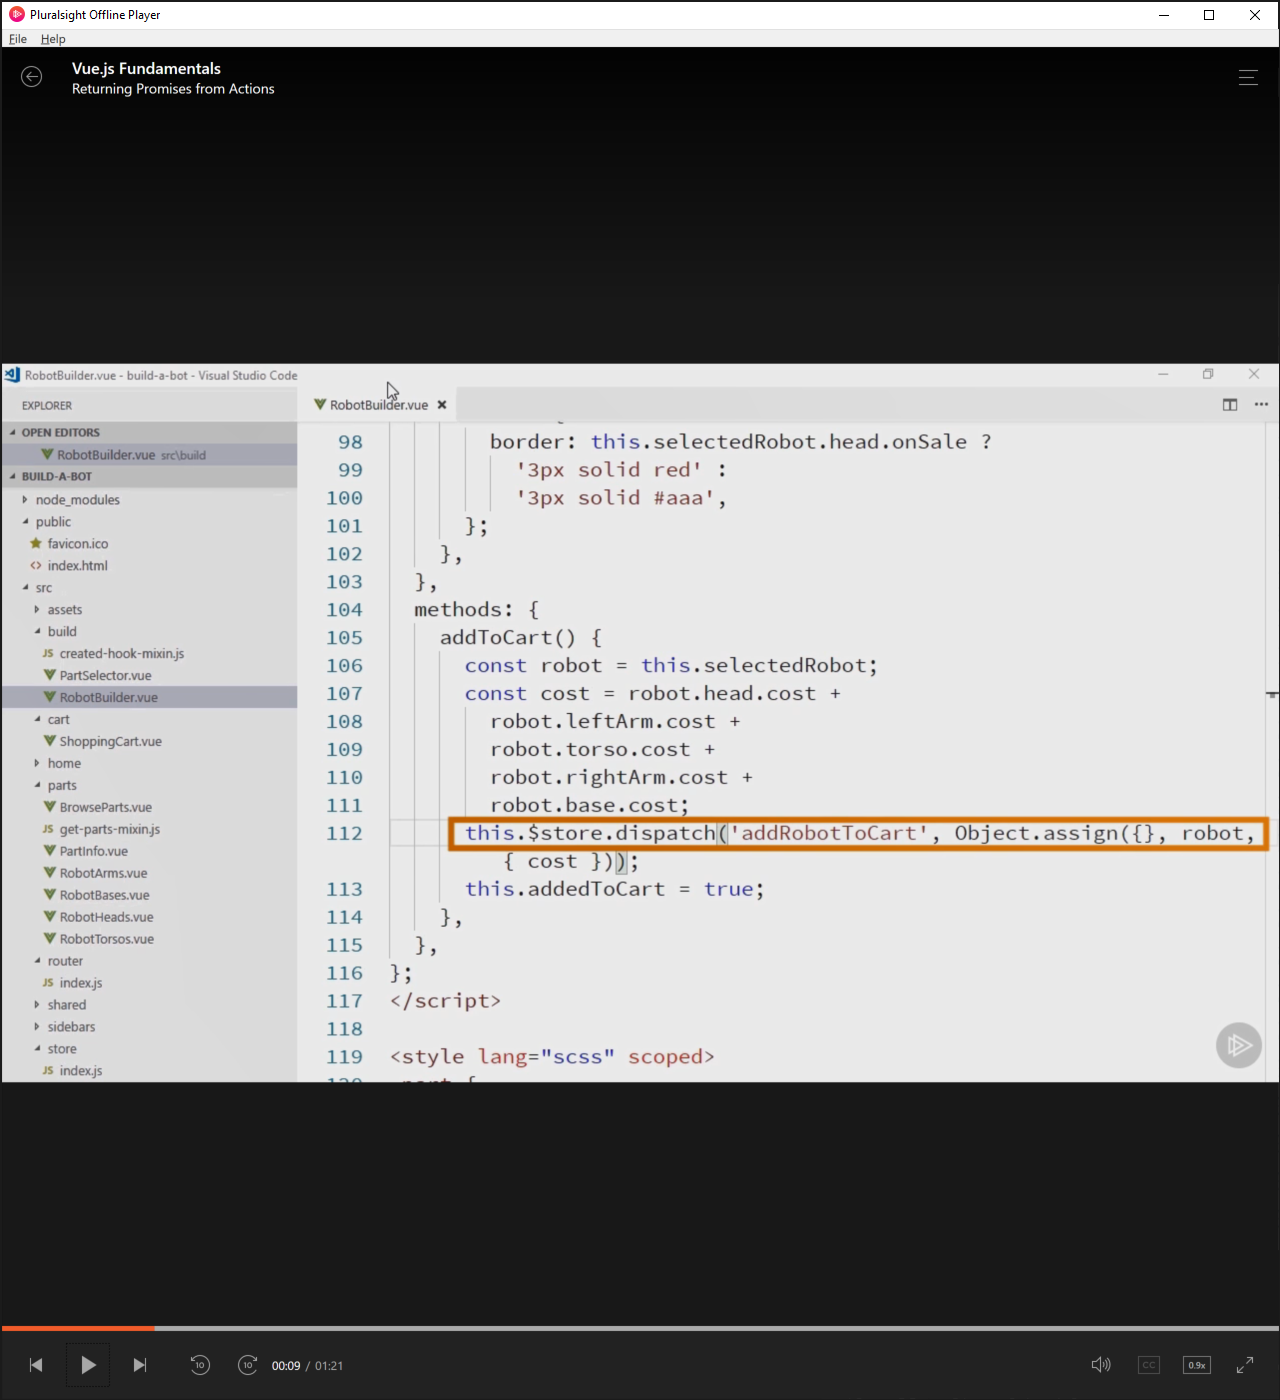 Pluralsight Offline Player
File Help
Vue.js Fundamentals
Returning Promises from Actions
RobotBuilder.vue - build-a-bot - Visual Studio Code
EXPLORER
OPEN EDITORS
RobotBuilder.vue src\build
BUILD-A-BOT
node_modules
public
favicon.ico
<> index.html
src
assets
build
JS created-hook-mixin.js
PartSelector.vue
RobotBuilder.vue
cart
ShoppingCart.vue
home
parts
BrowseParts.vue
JS get-parts-mixin.js
PartInfo.vue
RobotArms.vue
RobotBases.vue
RobotHeads.vue
RobotTorsos.vue
router
JS index.js
shared
sidebars
store
JS index.js
RobotBuilder.vue
98 border: this.selectedRobot.head.onSale ?
99 '3px solid red' :
100 '3px solid #aaa',
101 };
102 },
103 },
104 methods: {
105 addToCart() {
106 const robot = this.selectedRobot;
107 const cost = robot.head.cost +
108 robot.leftArm.cost +
109 robot.torso.cost +
110 robot.rightArm.cost +
111 robot.base.cost;
112 this.$store.dispatch('addRobotToCart', Object.assign({}, robot,
{ cost }));
113 this.addedToCart = true;
114 },
115 },
116 };
117 </script>
118
119 <style lang="scss" scoped>
10
10
00:09 / 01:21
CC
0.9x